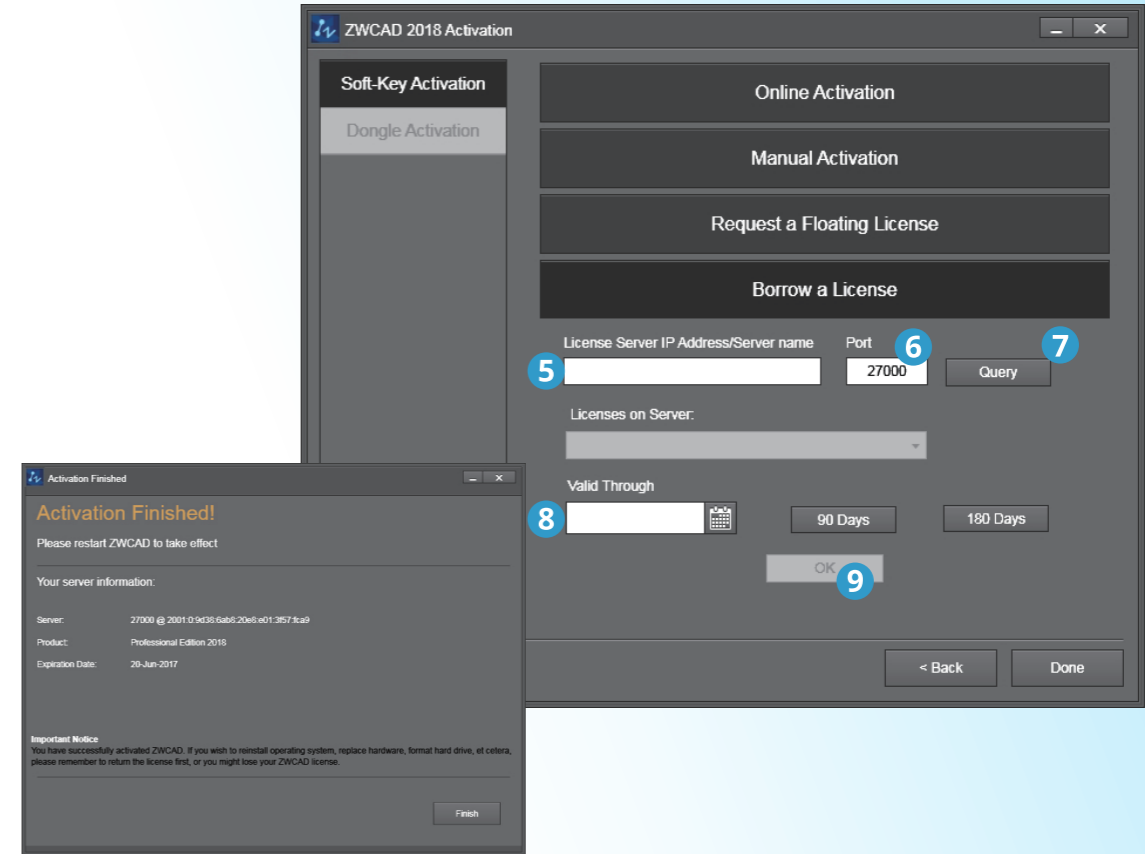 ZWCAD 2018 Activation
Soft-Key Activation
Dongle Activation
Online Activation
Manual Activation
Request a Floating License
Borrow a License
License Server IP Address/Server name
Port
5
6
27000
7
Query
Licenses on Server:
Valid Through
8
90 Days
180 Days
OK
9
< Back
Done
Activation Finished
Activation Finished!
Please restart ZWCAD to take effect
Your server information:
Server: 27000 @ 2001:0:9d38:6ab8:20e8:e01:3f57:fca9
Product: Professional Edition 2018
Expiration Date: 20-Jun-2017
Important Notice
You have successfully activated ZWCAD. If you wish to reinstall operating system, replace hardware, format hard drive, et cetera,
please remember to return the license first, or you might lose your ZWCAD license.
Finish